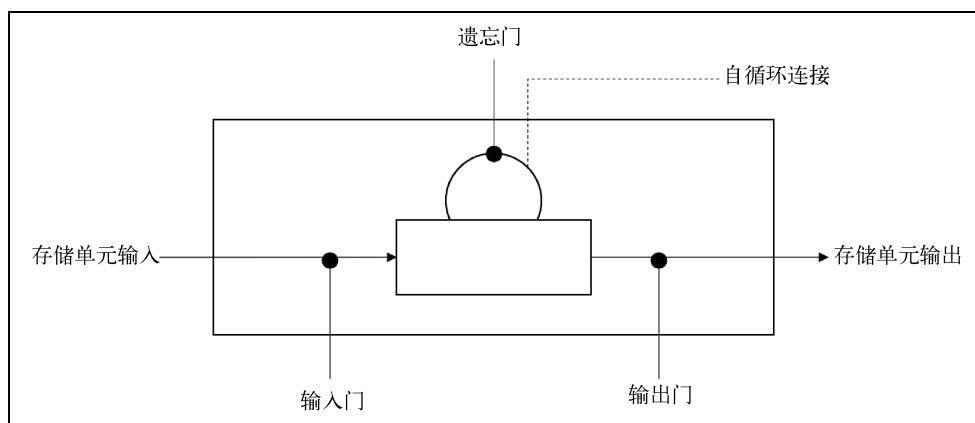 遗忘门
自循环连接
存储单元输入
存储单元输出
输入门
输出门